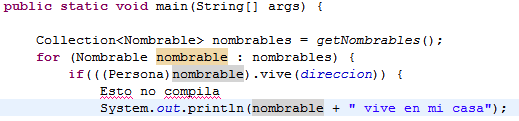 public static void main(String[] args) {
Collection<Nombrable> nombrables = getNombrables();
for (Nombrable nombrable : nombrables) {
if(((Persona)nombrable).vive(direccion)) {
Esto no compila
System.out.println(nombrable + " vive en mi casa");